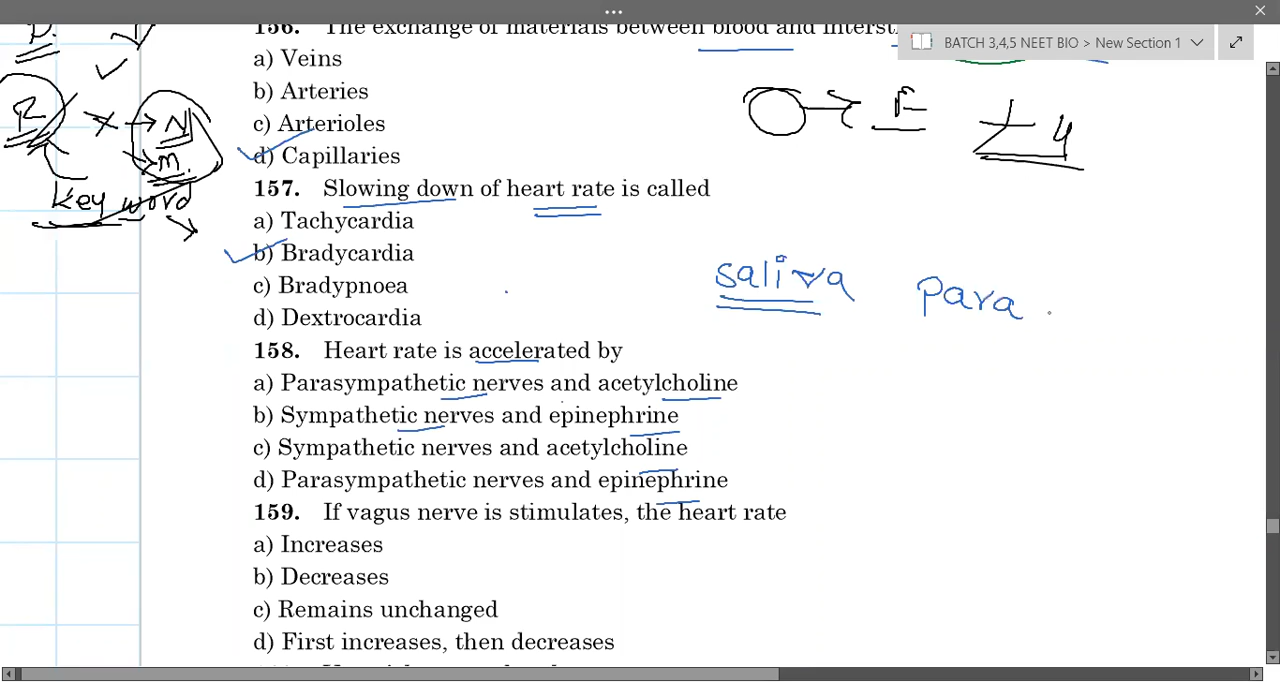 156. The exchange of materials between blood and interst
BATCH 3,4,5 NEET BIO > New Section 1
a) Veins
b) Arteries
c) Arterioles
d) Capillaries
key word
157. Slowing down of heart rate is called
a) Tachycardia
b) Bradycardia
c) Bradypnoea
d) Dextrocardia
saliva para
158. Heart rate is accelerated by
a) Parasympathetic nerves and acetylcholine
b) Sympathetic nerves and epinephrine
c) Sympathetic nerves and acetylcholine
d) Parasympathetic nerves and epinephrine
159. If vagus nerve is stimulates, the heart rate
a) Increases
b) Decreases
c) Remains unchanged
d) First increases, then decreases